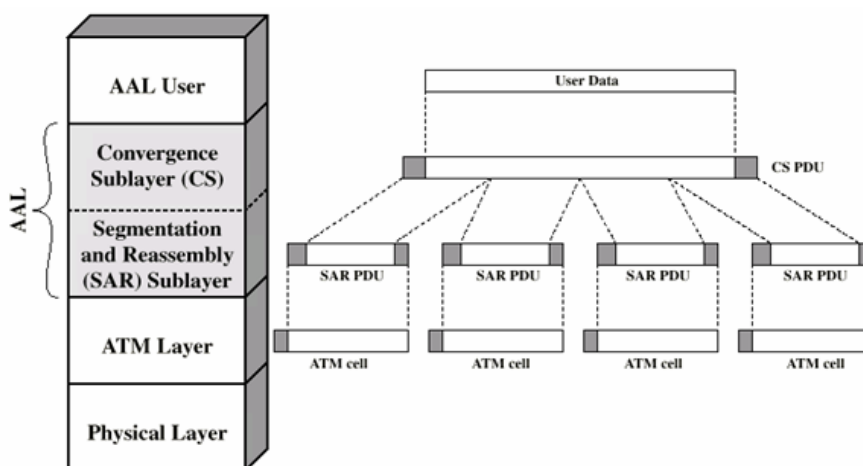 AAL User
Convergence
Sublayer (CS)
Segmentation
and Reassembly
(SAR) Sublayer
ATM Layer
Physical Layer
AAL
User Data
CS PDU
SAR PDU
SAR PDU
SAR PDU
SAR PDU
ATM cell
ATM cell
ATM cell
ATM cell